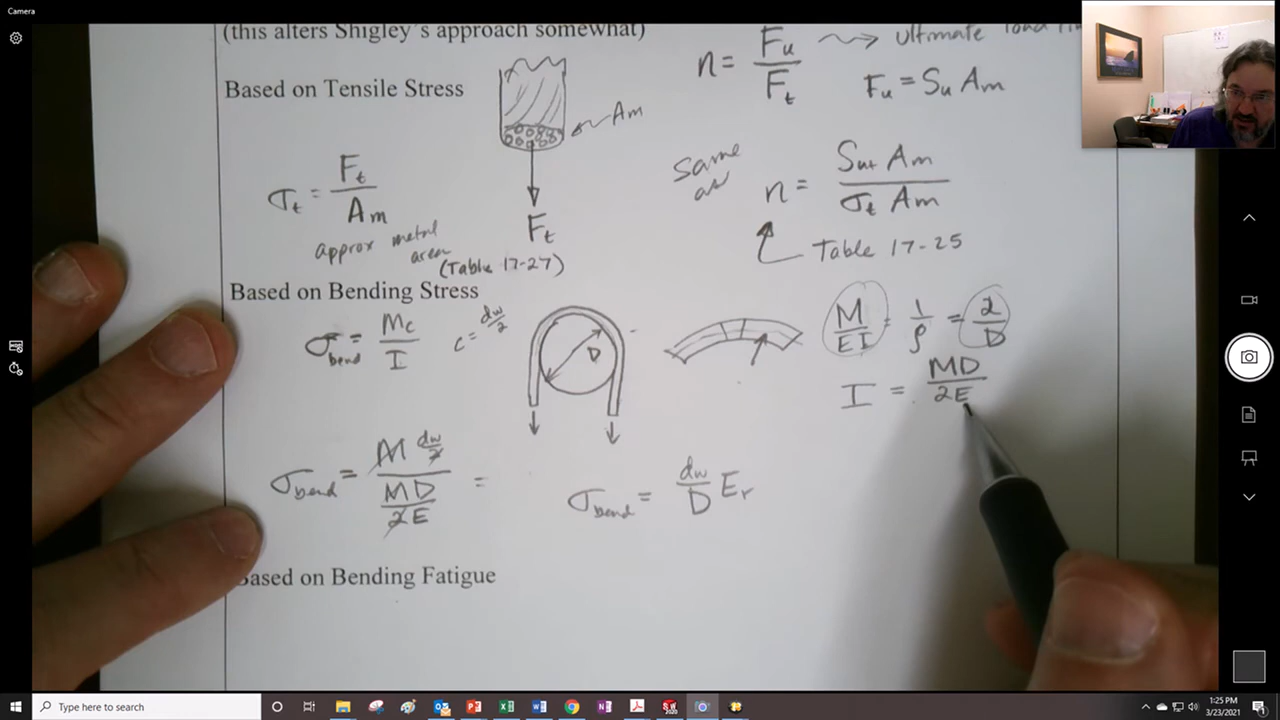 Camera
(this alters Shigley's approach somewhat)
n = Fu / Ft ⟿ ultimate load
Fu = Su Am
Based on Tensile Stress
Am
σt = Ft / Am
approx metal area
(Table 17-27)
Ft
same as n = Sut Am / σt Am
Table 17-25
Based on Bending Stress
σbend = Mc / I
c = dw/2
D
M / EI = 1 / ρ = 2 / D
I = MD / 2E
σbend = M dw/2 / MD/2E =
σbend = dw / D Er
Based on Bending Fatigue
Type here to search
1:25 PM
3/23/2021